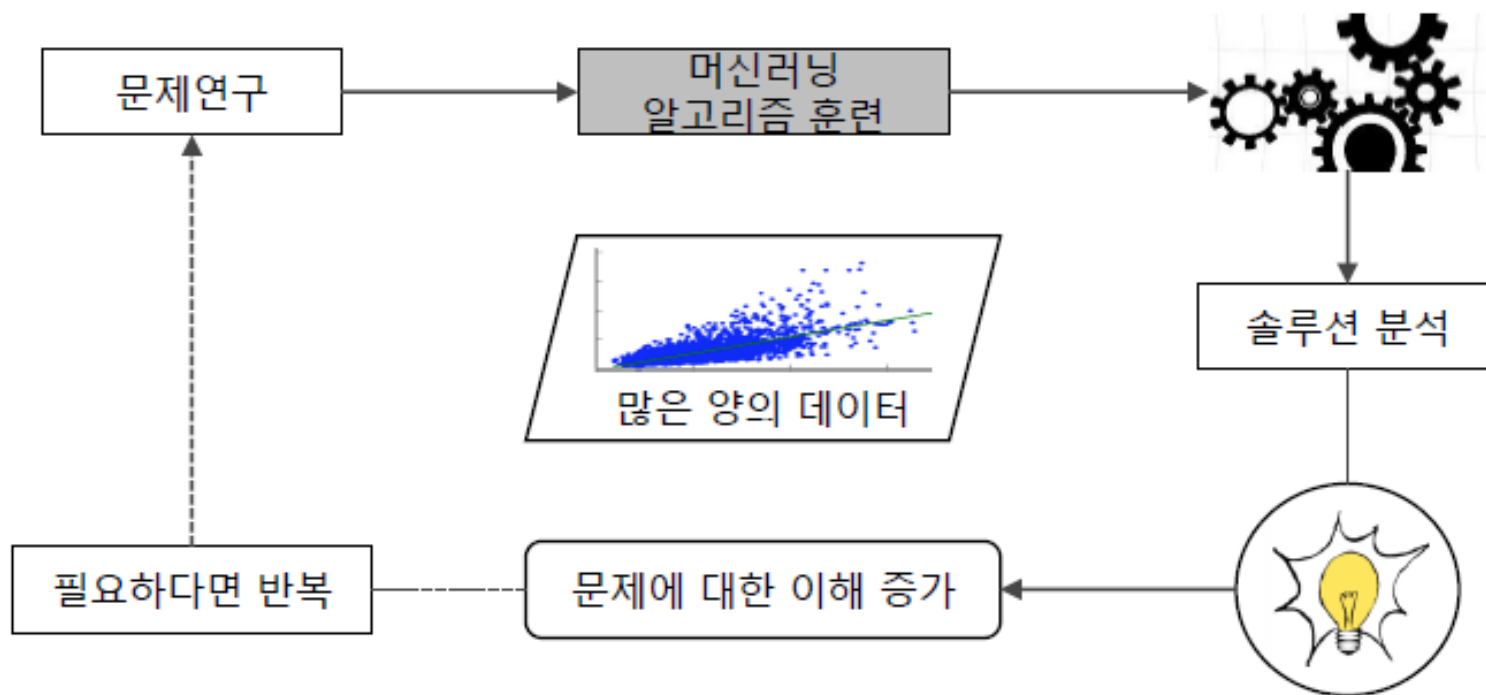 문제연구
머신러닝
알고리즘 훈련
솔루션 분석
많은 양의 데이터
필요하다면 반복
문제에 대한 이해 증가